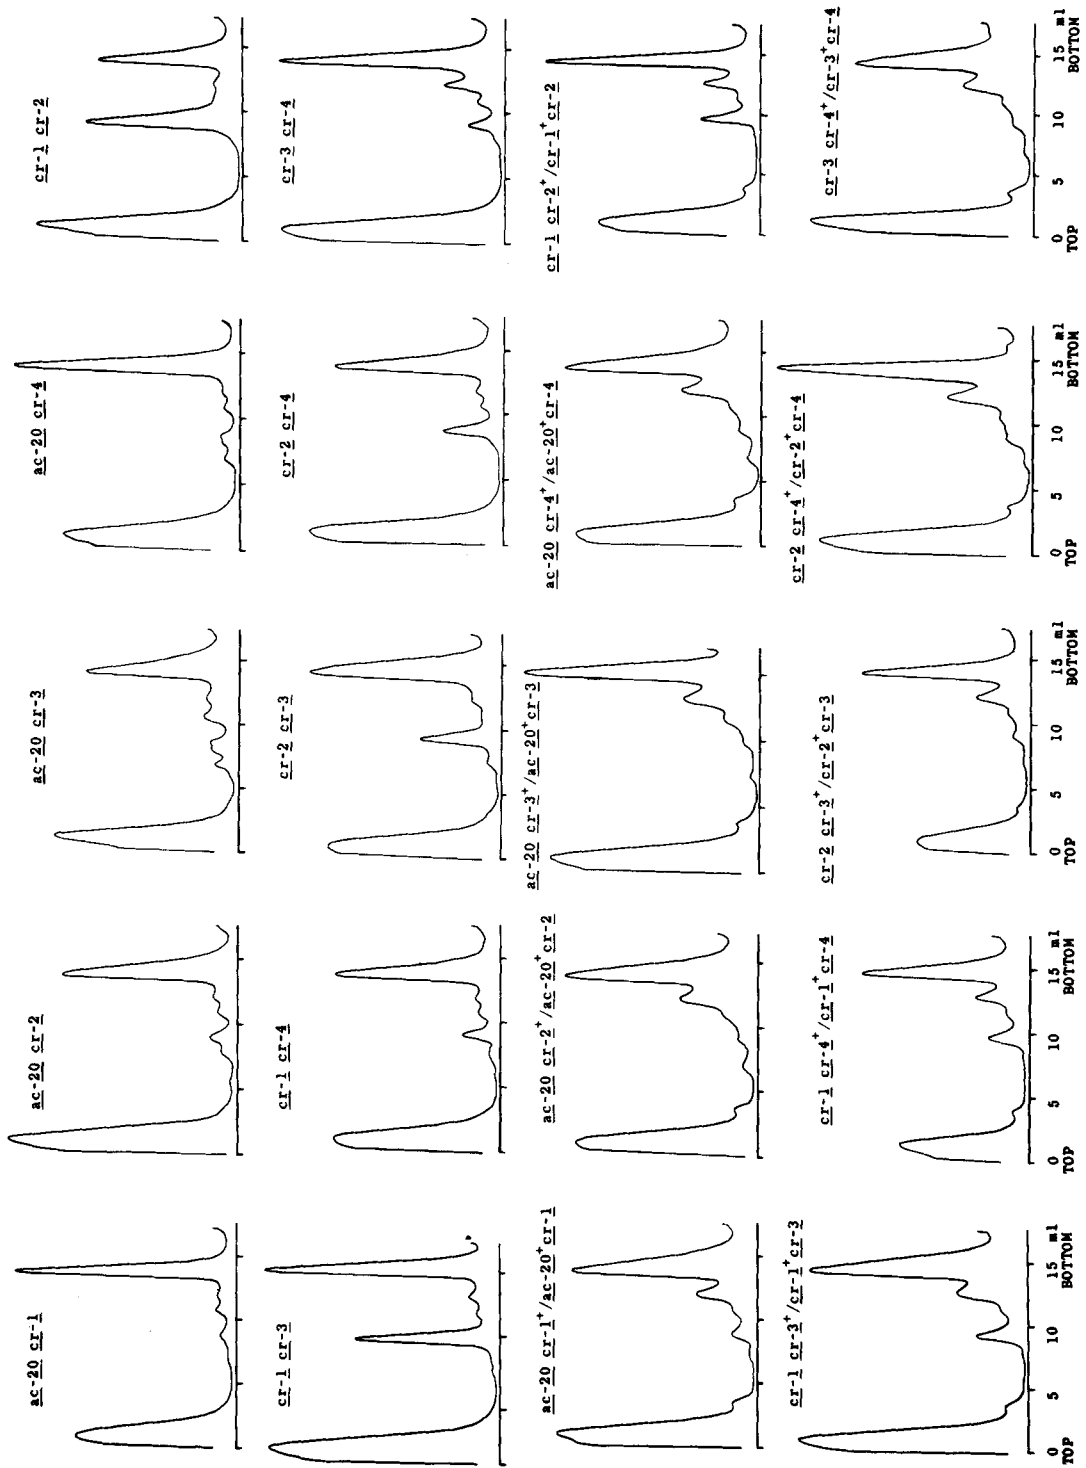 ac-20 cr-1
ac-20 cr-2
ac-20 cr-3
ac-20 cr-4
cr-1 cr-2
cr-1 cr-3
cr-1 cr-4
cr-2 cr-3
cr-2 cr-4
cr-3 cr-4
ac-20 cr-1⁺/ac-20⁺cr-1
ac-20 cr-2⁺/ac-20⁺cr-2
ac-20 cr-3⁺/ac-20⁺cr-3
ac-20 cr-4⁺/ac-20⁺cr-4
cr-1 cr-2⁺/cr-1⁺cr-2
cr-1 cr-3⁺/cr-1⁺cr-3
cr-1 cr-4⁺/cr-1⁺cr-4
cr-2 cr-3⁺/cr-2⁺cr-3
cr-2 cr-4⁺/cr-2⁺cr-4
cr-3 cr-4⁺/cr-3⁺cr-4
0 5 10 15 ml
TOP BOTTOM
0 5 10 15 ml
TOP BOTTOM
0 5 10 15 ml
TOP BOTTOM
0 5 10 15 ml
TOP BOTTOM
0 5 10 15 ml
TOP BOTTOM